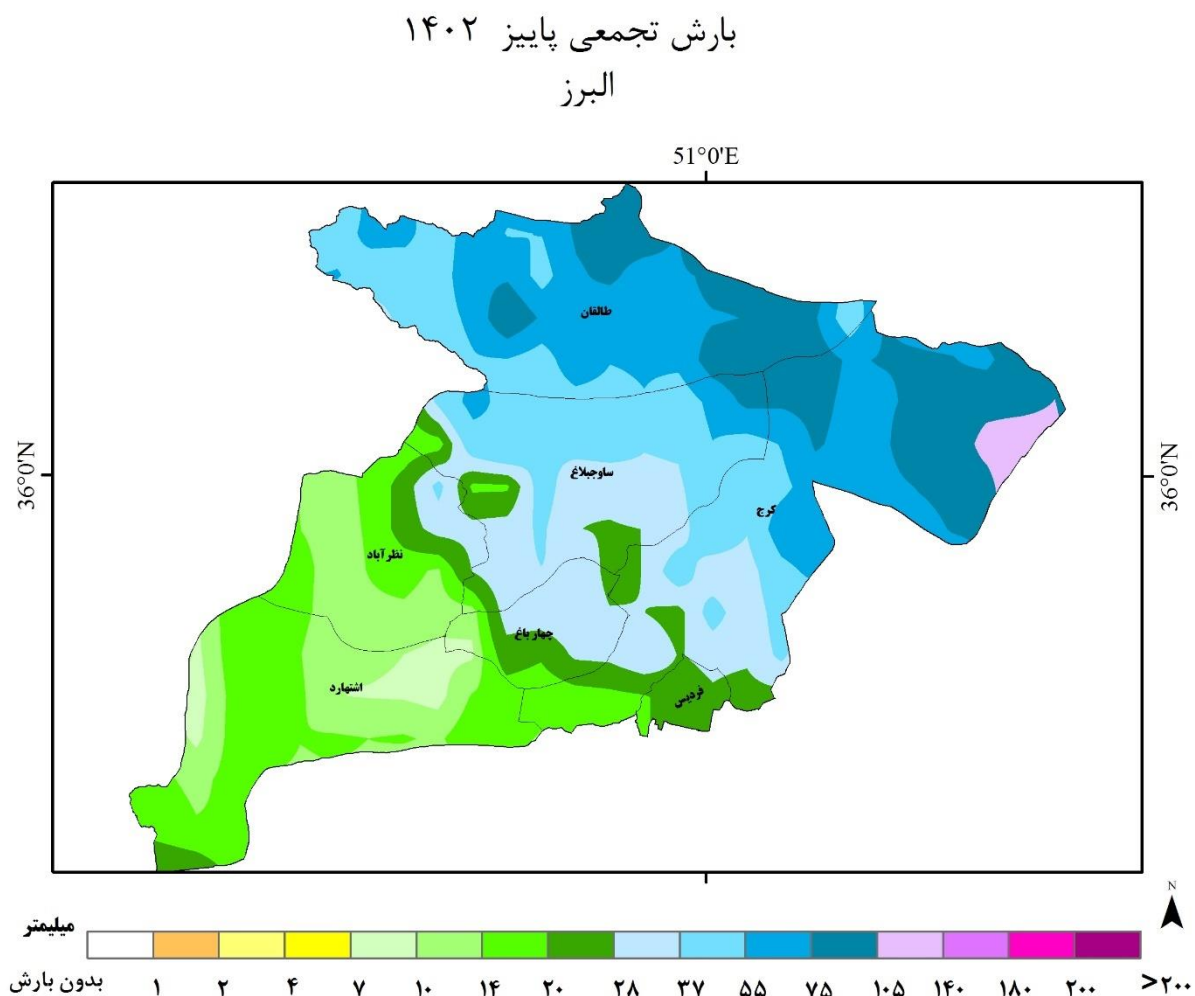 بارش تجمعی پاییز ۱۴۰۲
البرز
51°0'E
36°0'N
36°0'N
طالقان
ساوجبلاغ
کرج
نظرآباد
چهارباغ
اشتهارد
فردیس
N
میلیمتر
بدون بارش ۱ ۲ ۴ ۷ ۱۰ ۱۴ ۲۰ ۲۸ ۳۷ ۵۵ ۷۵ ۱۰۵ ۱۴۰ ۱۸۰ ۲۰۰ >۲۰۰